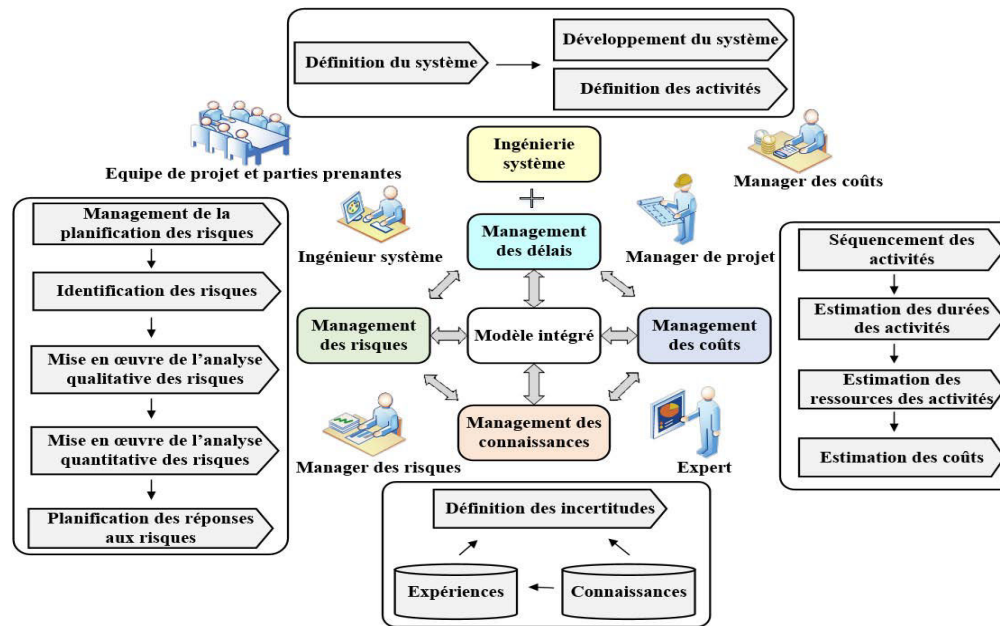 Définition du système
Développement du système
Définition des activités
Equipe de projet et parties prenantes
Ingénierie
système
Manager des coûts
Ingénieur système
Management
des délais
Manager de projet
Management de la
planification des risques
Identification des risques
Mise en œuvre de l’analyse
qualitative des risques
Mise en œuvre de l’analyse
quantitative des risques
Planification des réponses
aux risques
Management
des risques
Modèle intégré
Management
des coûts
Séquencement des
activités
Estimation des durées
des activités
Estimation des
ressources des activités
Estimation des coûts
Manager des risques
Management des
connaissances
Expert
Définition des incertitudes
Expériences
Connaissances